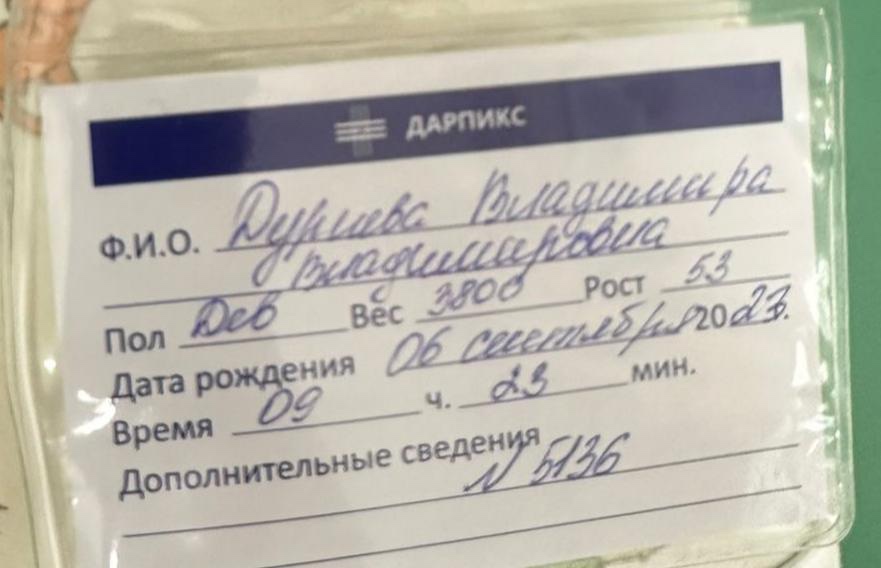 ДАРПИКС
Ф.И.О. Дуриева Владимира
Владимировна
Пол Дев Вес 3800 Рост 53
Дата рождения 06 сентября 2023.
Время 09 ч. 23 мин.
Дополнительные сведения
N 5136